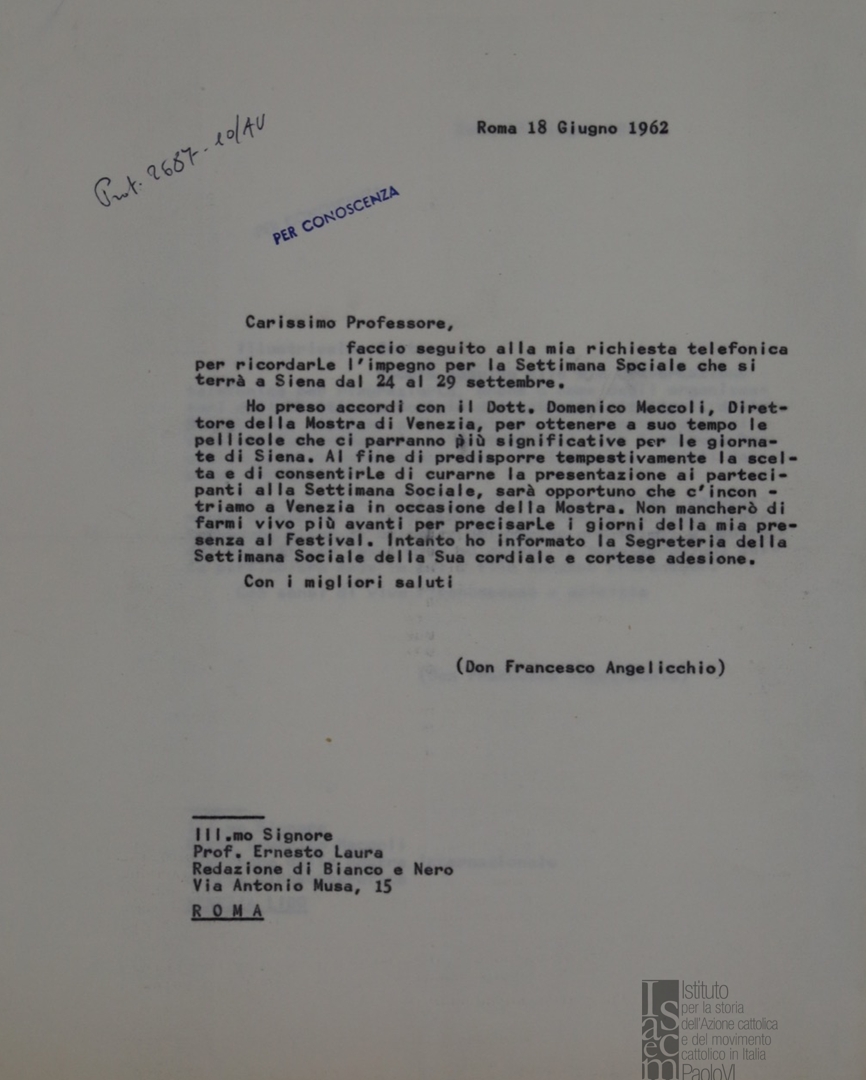 Roma 18 Giugno 1962
Prot. 2687-10/AU
PER CONOSCENZA
Carissimo Professore,
faccio seguito alla mia richiesta telefonica
per ricordarLe l'impegno per la Settimana Spciale che si
terrà a Siena dal 24 al 29 settembre.
Ho preso accordi con il Dott. Domenico Meccoli, Diret-
tore della Mostra di Venezia, per ottenere a suo tempo le
pellicole che ci parranno più significative per le giorna-
te di Siena. Al fine di predisporre tempestivamente la scel-
ta e di consentirLe di curarne la presentazione ai parteci-
panti alla Settimana Sociale, sarà opportuno che c'incon -
triamo a Venezia in occasione della Mostra. Non mancherò di
farmi vivo più avanti per precisarLe i giorni della mia pre-
senza al Festival. Intanto ho informato la Segreteria della
Settimana Sociale della Sua cordiale e cortese adesione.
Con i migliori saluti
(Don Francesco Angelicchio)
Ill.mo Signore
Prof. Ernesto Laura
Redazione di Bianco e Nero
Via Antonio Musa, 15
R O M A
Isacem
Istituto
per la storia
dell'Azione cattolica
e del movimento
cattolico in Italia
PaoloVI